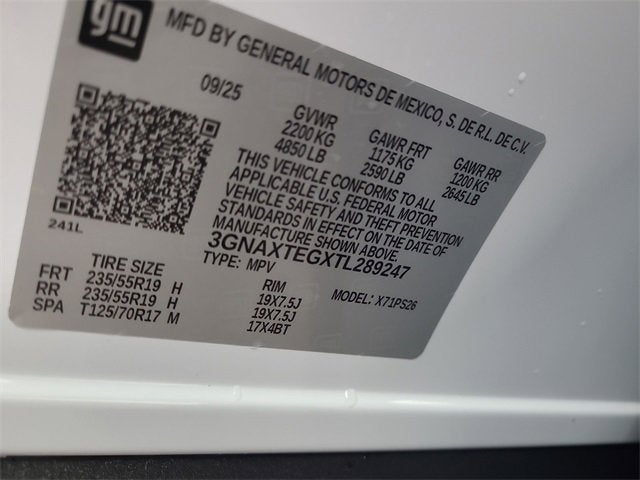 gm
MFD BY GENERAL MOTORS DE MEXICO, S. DE R.L. DE C.V.
09/25
GVWR
2200 KG
4850 LB
GAWR FRT
1175 KG
2590 LB
GAWR RR
1200 KG
2645 LB
THIS VEHICLE CONFORMS TO ALL
APPLICABLE U.S. FEDERAL MOTOR
VEHICLE SAFETY AND THEFT PREVENTION
STANDARDS IN EFFECT ON THE DATE OF
MANUFACTURE SHOWN ABOVE.
3GNAXTEGXTL289247
TYPE: MPV
MODEL: X71PS26
241L
TIRE SIZE
RIM
FRT 235/55R19 H 19X7.5J
RR 235/55R19 H 19X7.5J
SPA T125/70R17 M 17X4BT